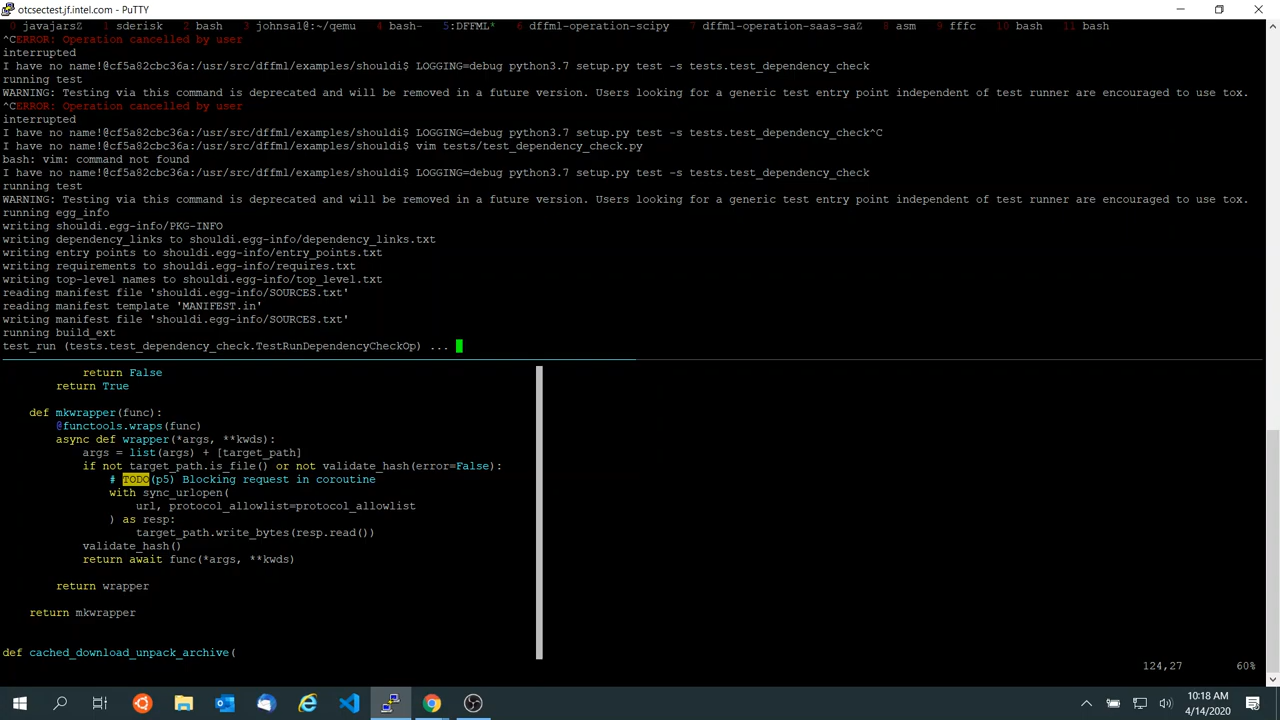 otcsectest.jf.intel.com - PuTTY
0 javajarsZ 1 sderisk 2 bash 3 johnsa1@:~/qemu 4 bash- 5:DFFML* 6 dffml-operation-scipy 7 dffml-operation-saas-saZ 8 asm 9 fffc 10 bash 11 bash
^CERROR: Operation cancelled by user
interrupted
I have no name!@cf5a82cbc36a:/usr/src/dffml/examples/shouldi$ LOGGING=debug python3.7 setup.py test -s tests.test_dependency_check
running test
WARNING: Testing via this command is deprecated and will be removed in a future version. Users looking for a generic test entry point independent of test runner are encouraged to use tox.
^CERROR: Operation cancelled by user
interrupted
I have no name!@cf5a82cbc36a:/usr/src/dffml/examples/shouldi$ LOGGING=debug python3.7 setup.py test -s tests.test_dependency_check^C
I have no name!@cf5a82cbc36a:/usr/src/dffml/examples/shouldi$ vim tests/test_dependency_check.py
bash: vim: command not found
I have no name!@cf5a82cbc36a:/usr/src/dffml/examples/shouldi$ LOGGING=debug python3.7 setup.py test -s tests.test_dependency_check
running test
WARNING: Testing via this command is deprecated and will be removed in a future version. Users looking for a generic test entry point independent of test runner are encouraged to use tox.
running egg_info
writing shouldi.egg-info/PKG-INFO
writing dependency_links to shouldi.egg-info/dependency_links.txt
writing entry points to shouldi.egg-info/entry_points.txt
writing requirements to shouldi.egg-info/requires.txt
writing top-level names to shouldi.egg-info/top_level.txt
reading manifest file 'shouldi.egg-info/SOURCES.txt'
reading manifest template 'MANIFEST.in'
writing manifest file 'shouldi.egg-info/SOURCES.txt'
running build_ext
test_run (tests.test_dependency_check.TestRunDependencyCheckOp) ...
return False
return True
def mkwrapper(func):
@functools.wraps(func)
async def wrapper(*args, **kwds):
args = list(args) + [target_path]
if not target_path.is_file() or not validate_hash(error=False):
# TODO(p5) Blocking request in coroutine
with sync_urlopen(
url, protocol_allowlist=protocol_allowlist
) as resp:
target_path.write_bytes(resp.read())
validate_hash()
return await func(*args, **kwds)
return wrapper
return mkwrapper
def cached_download_unpack_archive(
124,27 60%
10:18 AM
4/14/2020